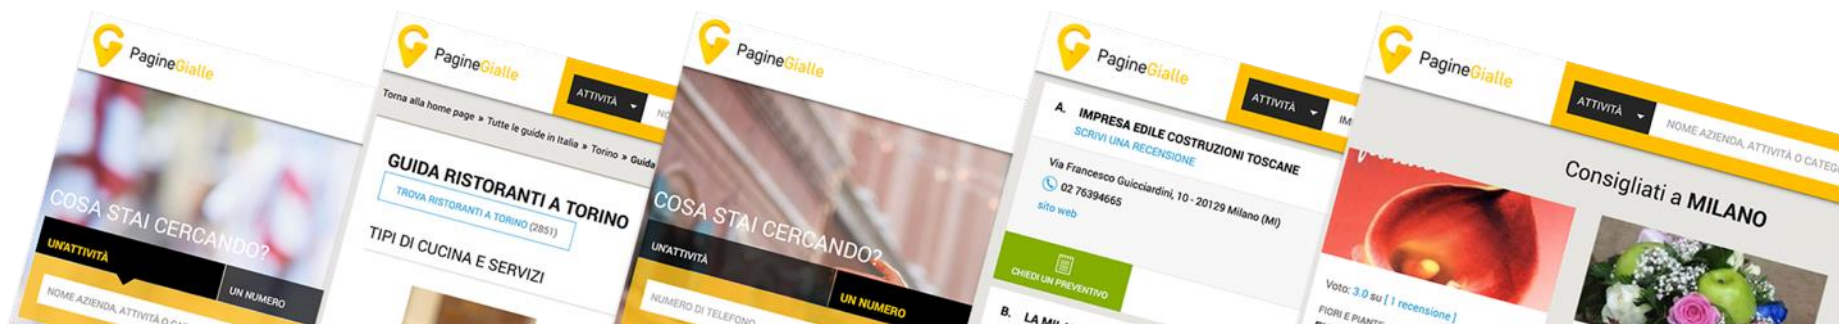 PagineGialle
COSA STAI CERCANDO?
UN'ATTIVITÀ
UN NUMERO
NOME AZIENDA, ATTIVITÀ O
PagineGialle
ATTIVITÀ
Torna alla home page » Tutte le guide in Italia » Torino » Guida
GUIDA RISTORANTI A TORINO
TROVA RISTORANTI A TORINO (2851)
TIPI DI CUCINA E SERVIZI
PagineGialle
COSA STAI CERCANDO?
UN'ATTIVITÀ
UN NUMERO
NUMERO DI TELEFONO
PagineGialle
ATTIVITÀ
IM
A. IMPRESA EDILE COSTRUZIONI TOSCANE
SCRIVI UNA RECENSIONE
Via Francesco Guicciardini, 10 - 20129 Milano (MI)
02 76394665
sito web
CHIEDI UN PREVENTIVO
B. LA
PagineGialle
ATTIVITÀ
NOME AZIENDA, ATTIVITÀ O CATEG
Consigliati a MILANO
Voto: 3.0 su [ 1 recensione ]
FIORI E PIANTE